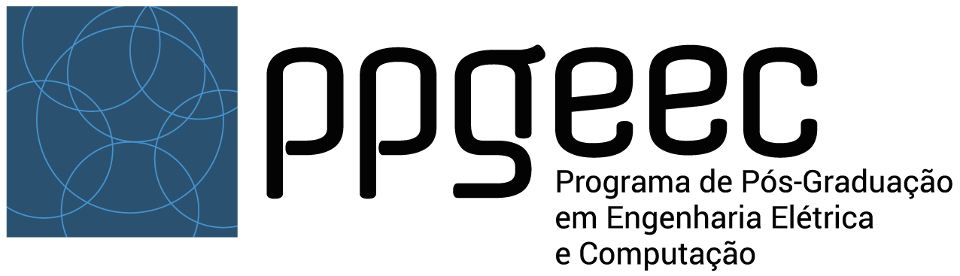 ppgeec
Programa de Pós-Graduação
em Engenharia Elétrica
e Computação